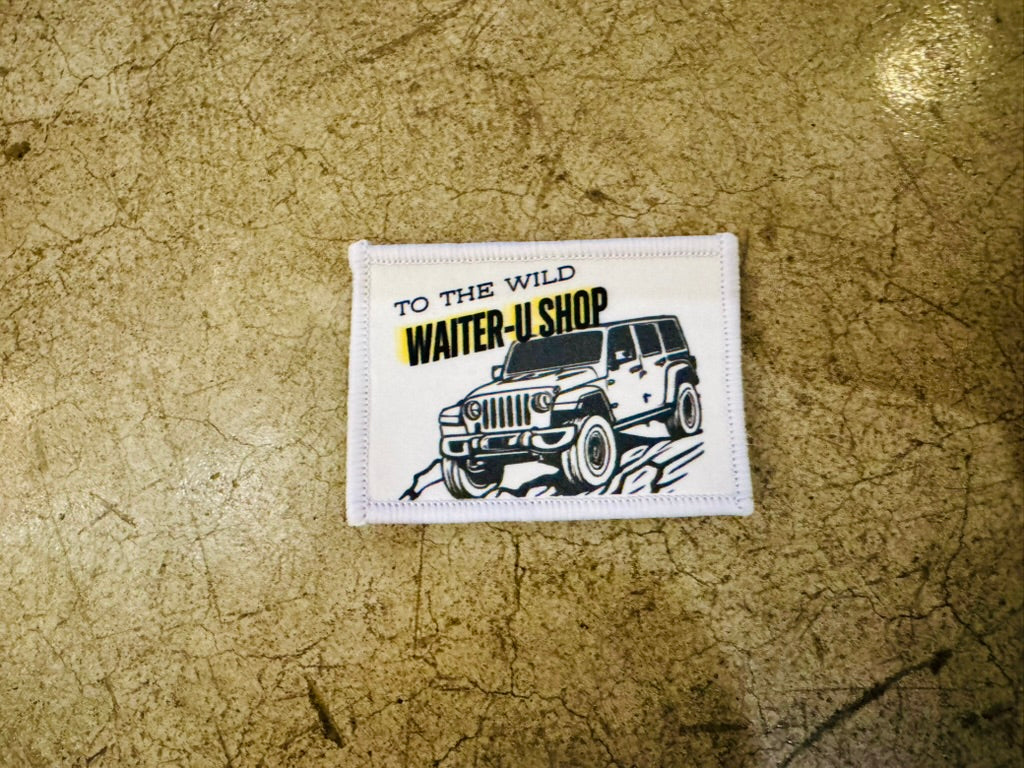 TO THE WILD
WAITER-U SHOP